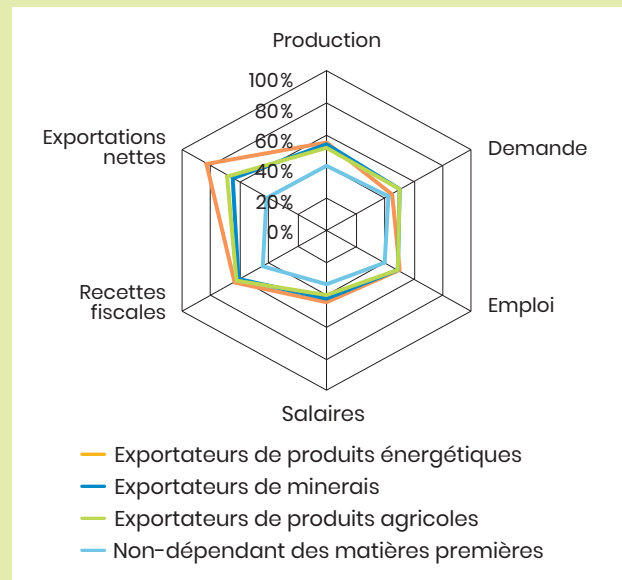 Production
100%
80%
60%
40%
20%
0%
Exportations
nettes
Demande
Recettes
fiscales
Emploi
Salaires
Exportateurs de produits énergétiques
Exportateurs de minerais
Exportateurs de produits agricoles
Non-dépendant des matières premières